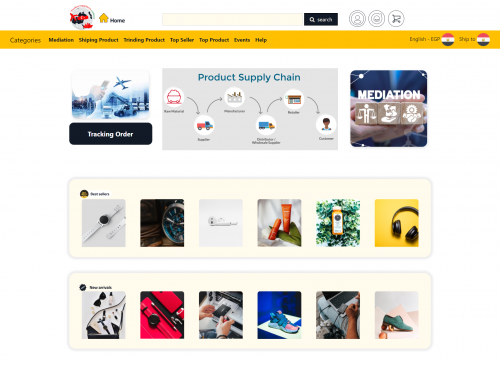 Home
search
Categories
Mediation
Shiping Product
Trinding Product
Top Seller
Top Product
Events
Help
English - EGP
Ship to
Tracking Order
Product Supply Chain
Raw Material
Supplier
Manufacturer
Distributor /
Wholesale Supplier
Retailer
Customer
MEDIATION
Best sellers
New arrivals